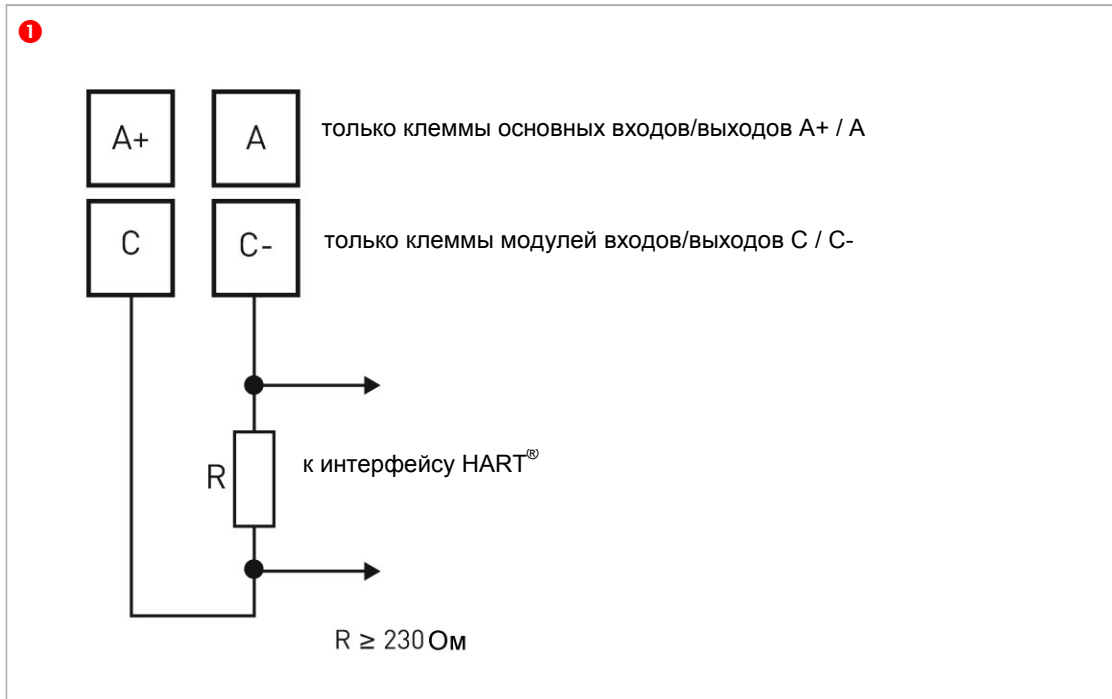 1
A+ A только клеммы основных входов/выходов A+ / A
C C- только клеммы модулей входов/выходов C / C-
R к интерфейсу HART®
R ≥ 230 Ом